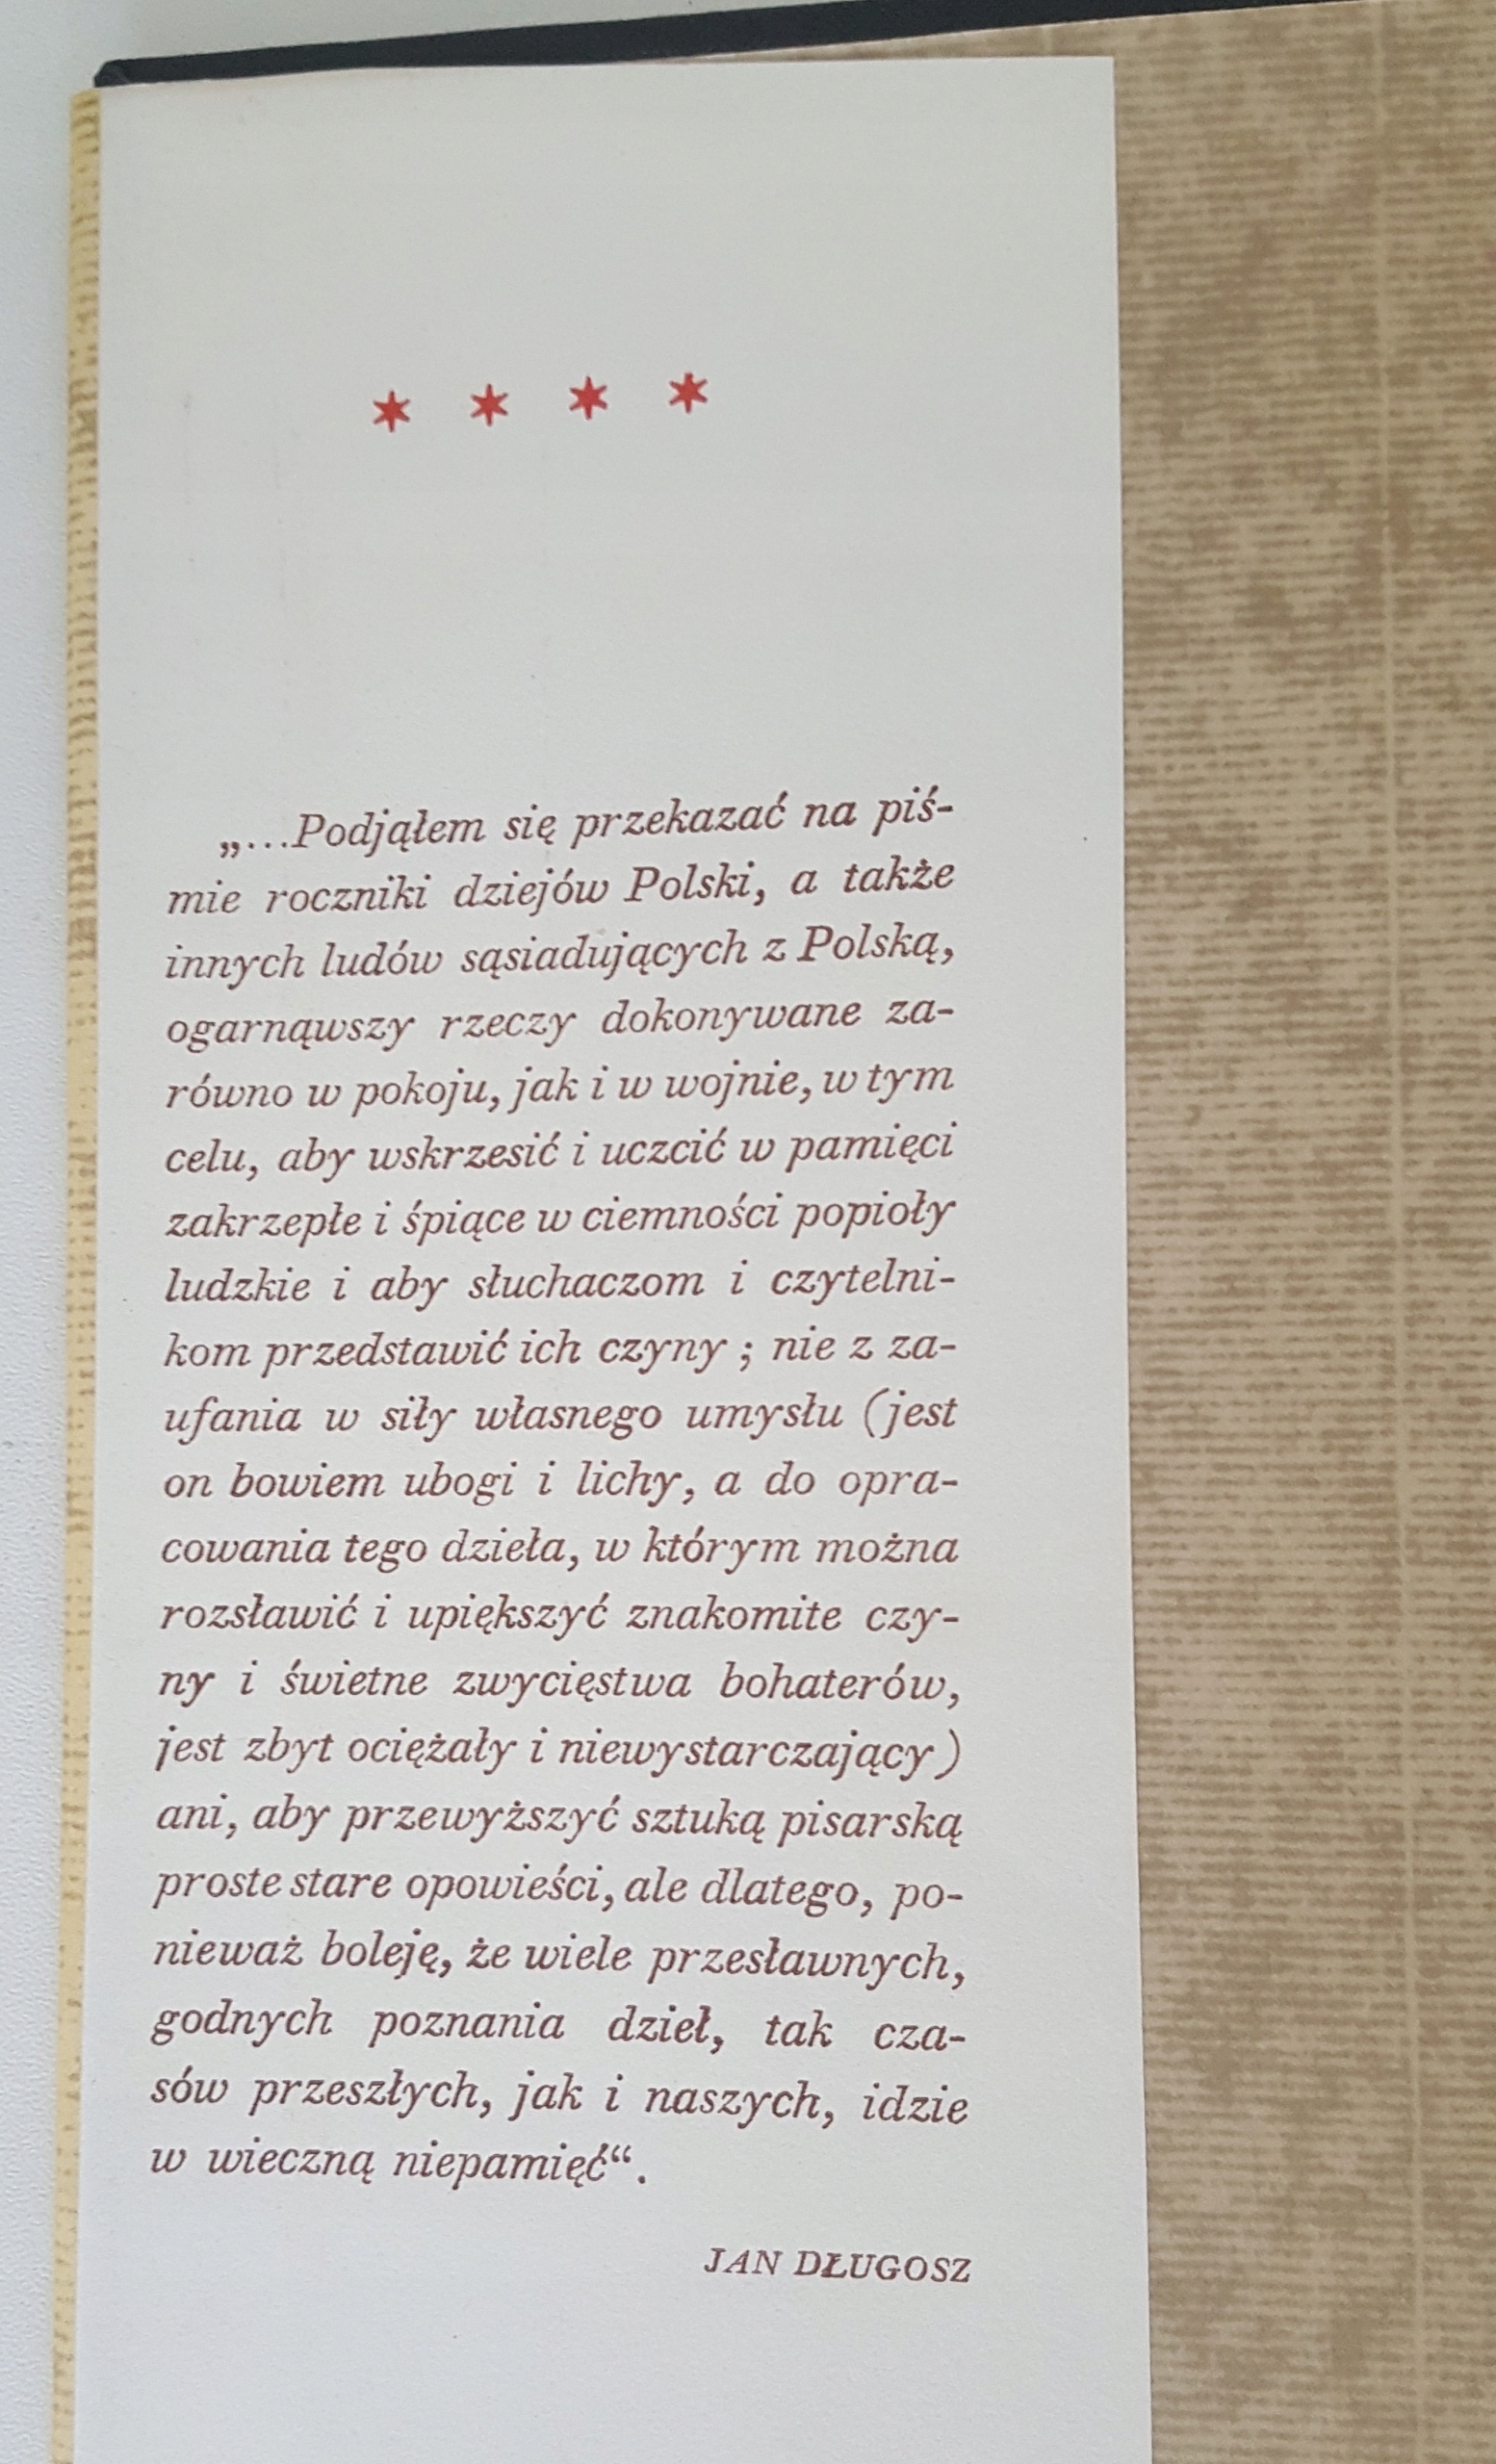 * * * *
„...Podjąłem się przekazać na piś-
mie roczniki dziejów Polski, a także
innych ludów sąsiadujących z Polską,
ogarnąwszy rzeczy dokonywane za-
równo w pokoju, jak i w wojnie, w tym
celu, aby wskrzesić i uczcić w pamięci
zakrzepłe i śpiące w ciemności popioły
ludzkie i aby słuchaczom i czytelni-
kom przedstawić ich czyny ; nie z za-
ufania w siły własnego umysłu (jest
on bowiem ubogi i lichy, a do opra-
cowania tego dzieła, w którym można
rozsławić i upiększyć znakomite czy-
ny i świetne zwycięstwa bohaterów,
jest zbyt ociężały i niewystarczający)
ani, aby przewyższyć sztuką pisarską
proste stare opowieści, ale dlatego, po-
nieważ boleję, że wiele przesławnych,
godnych poznania dzieł, tak cza-
sów przeszłych, jak i naszych, idzie
w wieczną niepamięć“.
JAN DŁUGOSZ